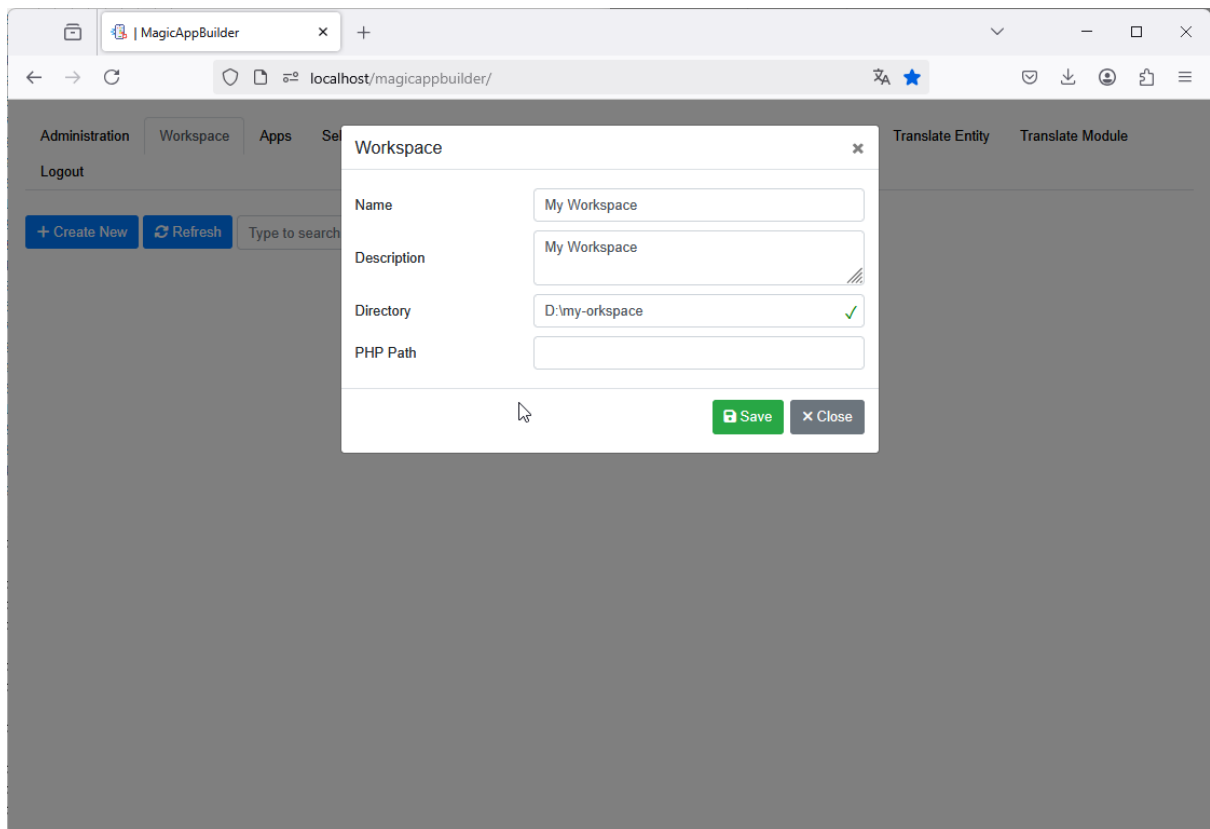 | MagicAppBuilder
localhost/magicappbuilder/
Administration Workspace Apps Sel Translate Entity Translate Module
Logout
Workspace
Name My Workspace
Description My Workspace
Directory D:\my-orkspace
PHP Path
Create New Refresh Type to search
Save Close